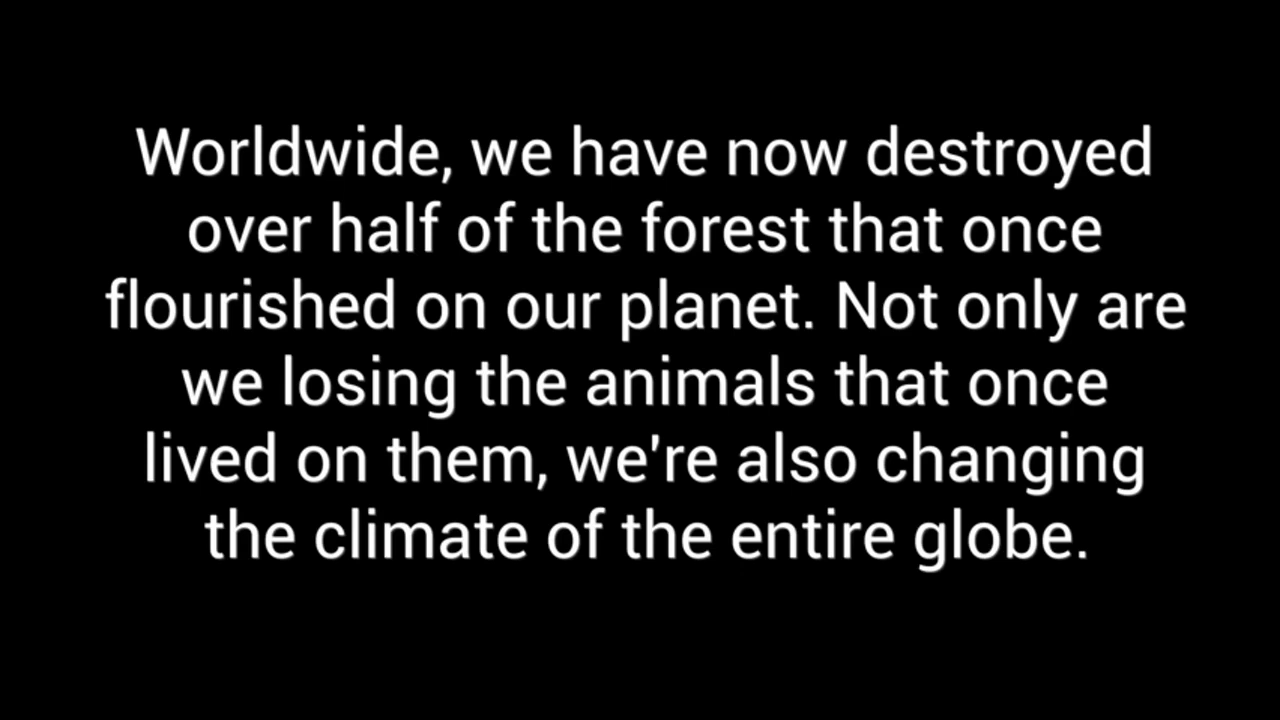 Worldwide, we have now destroyed
over half of the forest that once
flourished on our planet. Not only are
we losing the animals that once
lived on them, we're also changing
the climate of the entire globe.